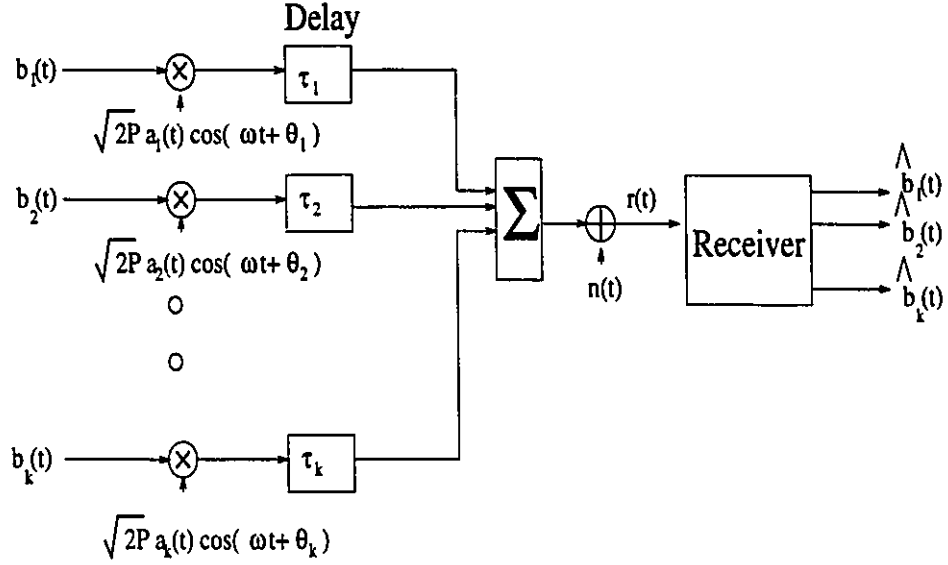 Delay
b₁(t)
τ₁
√2P a₁(t) cos( ωt+ θ₁)
b₂(t)
τ₂
√2P a₂(t) cos( ωt+ θ₂)
Σ
r(t)
n(t)
Receiver
b̂₁(t)
b̂₂(t)
b̂ₖ(t)
bₖ(t)
τₖ
√2P aₖ(t) cos( ωt+ θₖ)